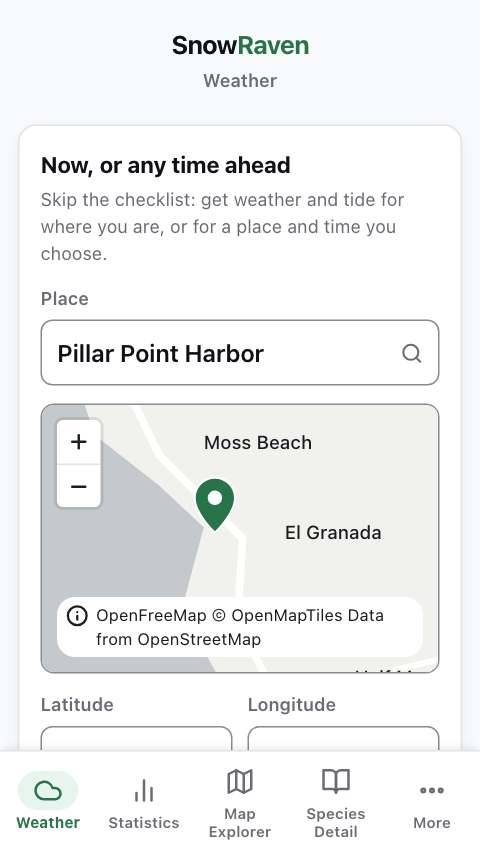 SnowRaven
Weather
Now, or any time ahead
Skip the checklist: get weather and tide for
where you are, or for a place and time you
choose.
Place
Pillar Point Harbor
+
−
Moss Beach
El Granada
OpenFreeMap © OpenMapTiles Data
from OpenStreetMap
Latitude
Longitude
Weather
Statistics
Map
Explorer
Species
Detail
More